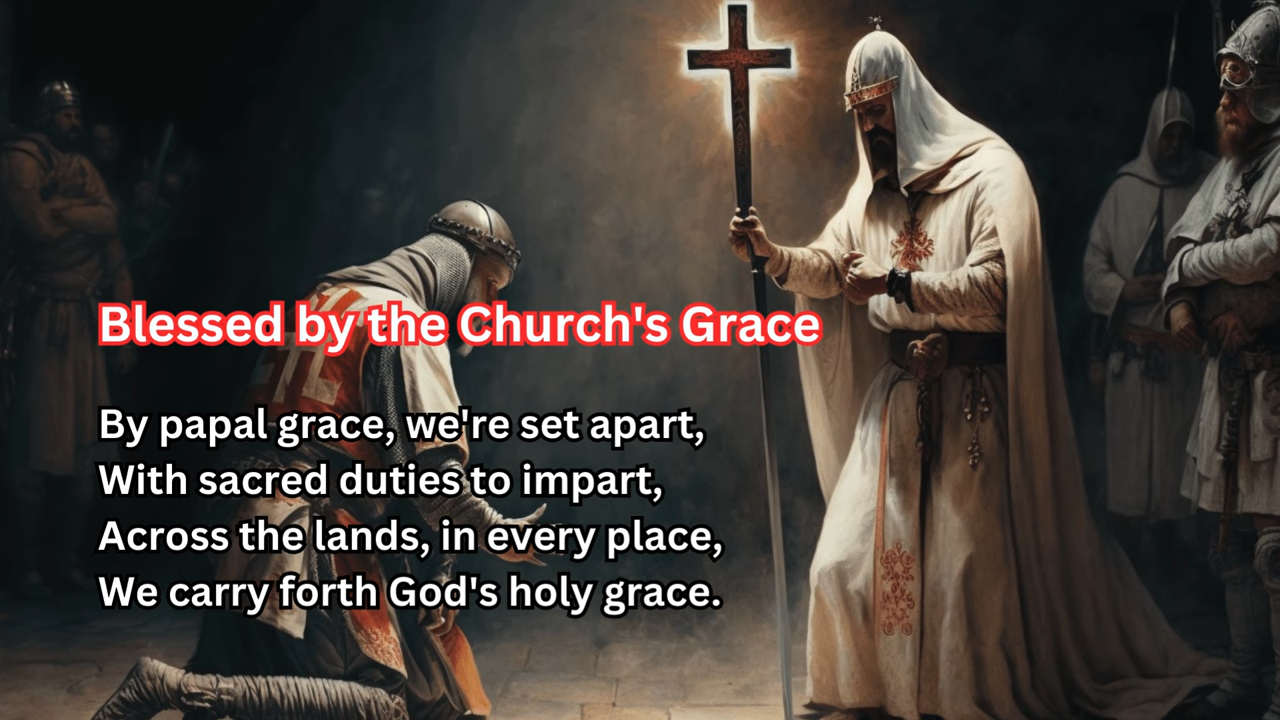 Blessed by the Church's Grace
By papal grace, we're set apart,
With sacred duties to impart,
Across the lands, in every place,
We carry forth God's holy grace.